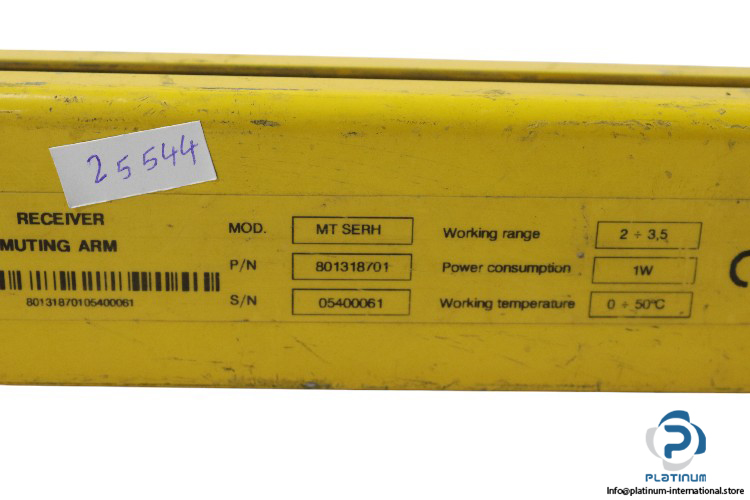 25544
RECEIVER
MUTING ARM
80131870105400061
MOD. MT SERH
P/N 801318701
S/N 05400061
Working range 2 ÷ 3,5
Power consumption 1W
Working temperature 0 ÷ 50°C
PLATINUM
Info@platinum-international.store